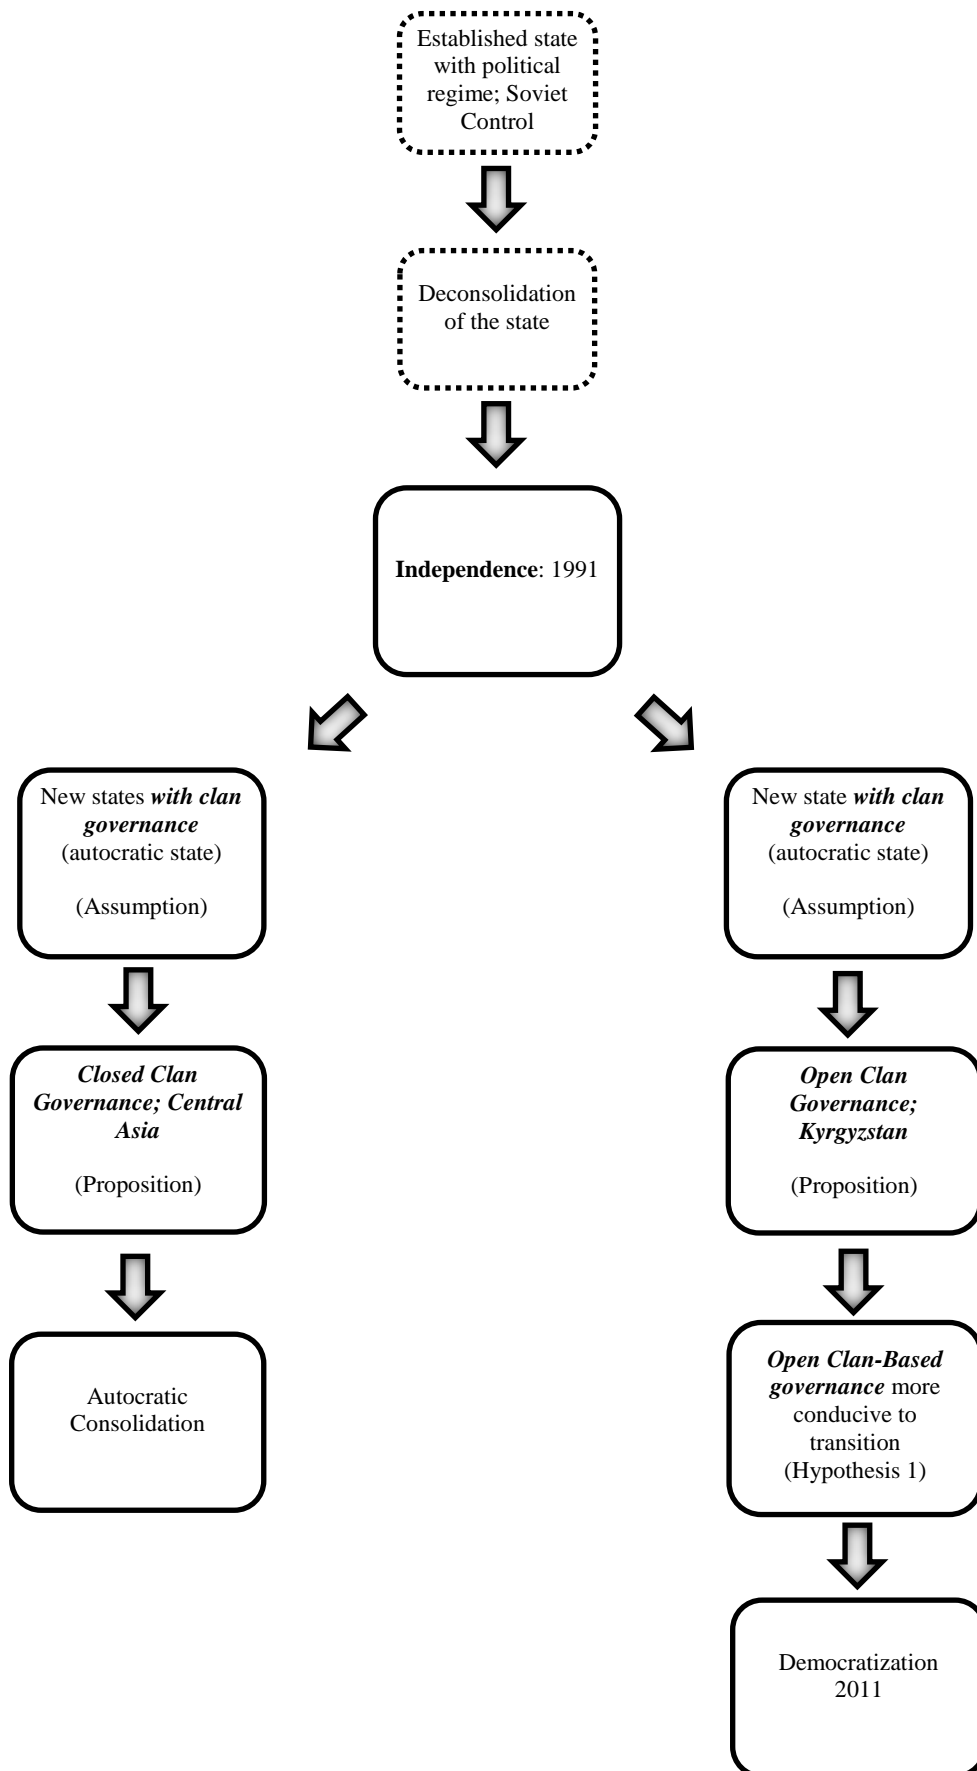 Established state
with political
regime; Soviet
Control
Deconsolidation
of the state
Independence: 1991
New states with clan
governance
(autocratic state)
(Assumption)
New state with clan
governance
(autocratic state)
(Assumption)
Closed Clan
Governance; Central
Asia
(Proposition)
Open Clan
Governance;
Kyrgyzstan
(Proposition)
Autocratic
Consolidation
Open Clan-Based
governance more
conducive to
transition
(Hypothesis 1)
Democratization
2011